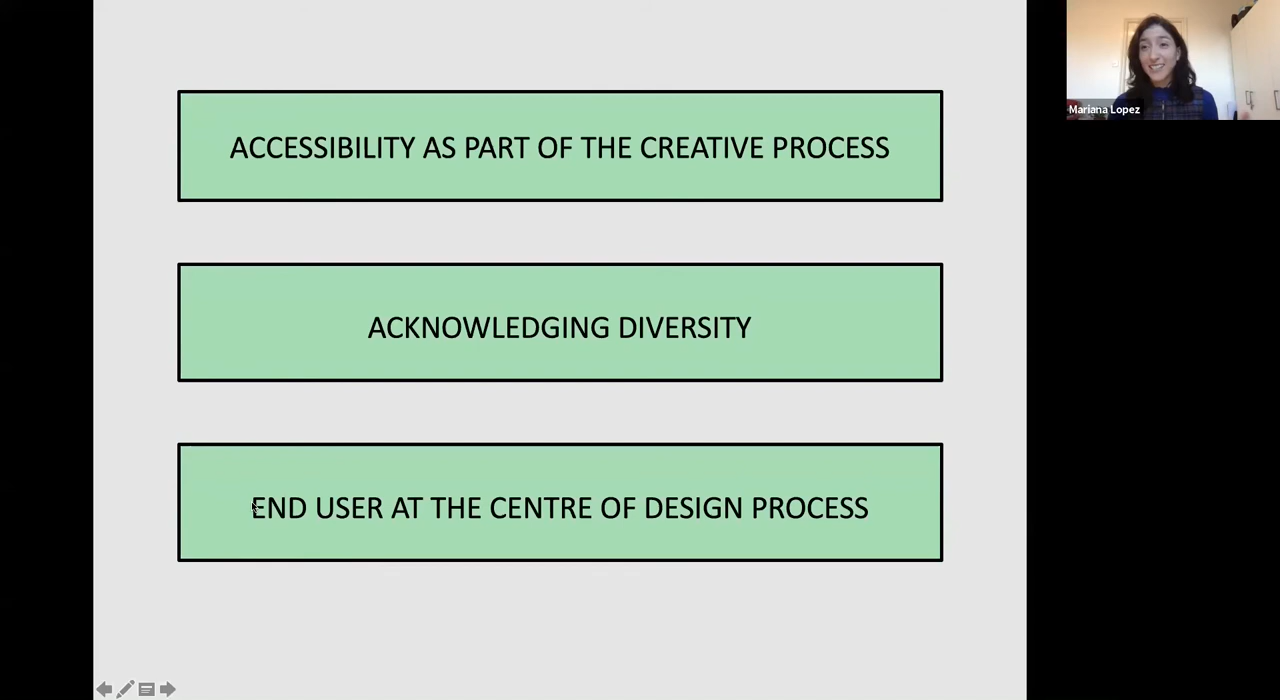 ACCESSIBILITY AS PART OF THE CREATIVE PROCESS
Mariana Lopez
ACKNOWLEDGING DIVERSITY
END USER AT THE CENTRE OF DESIGN PROCESS